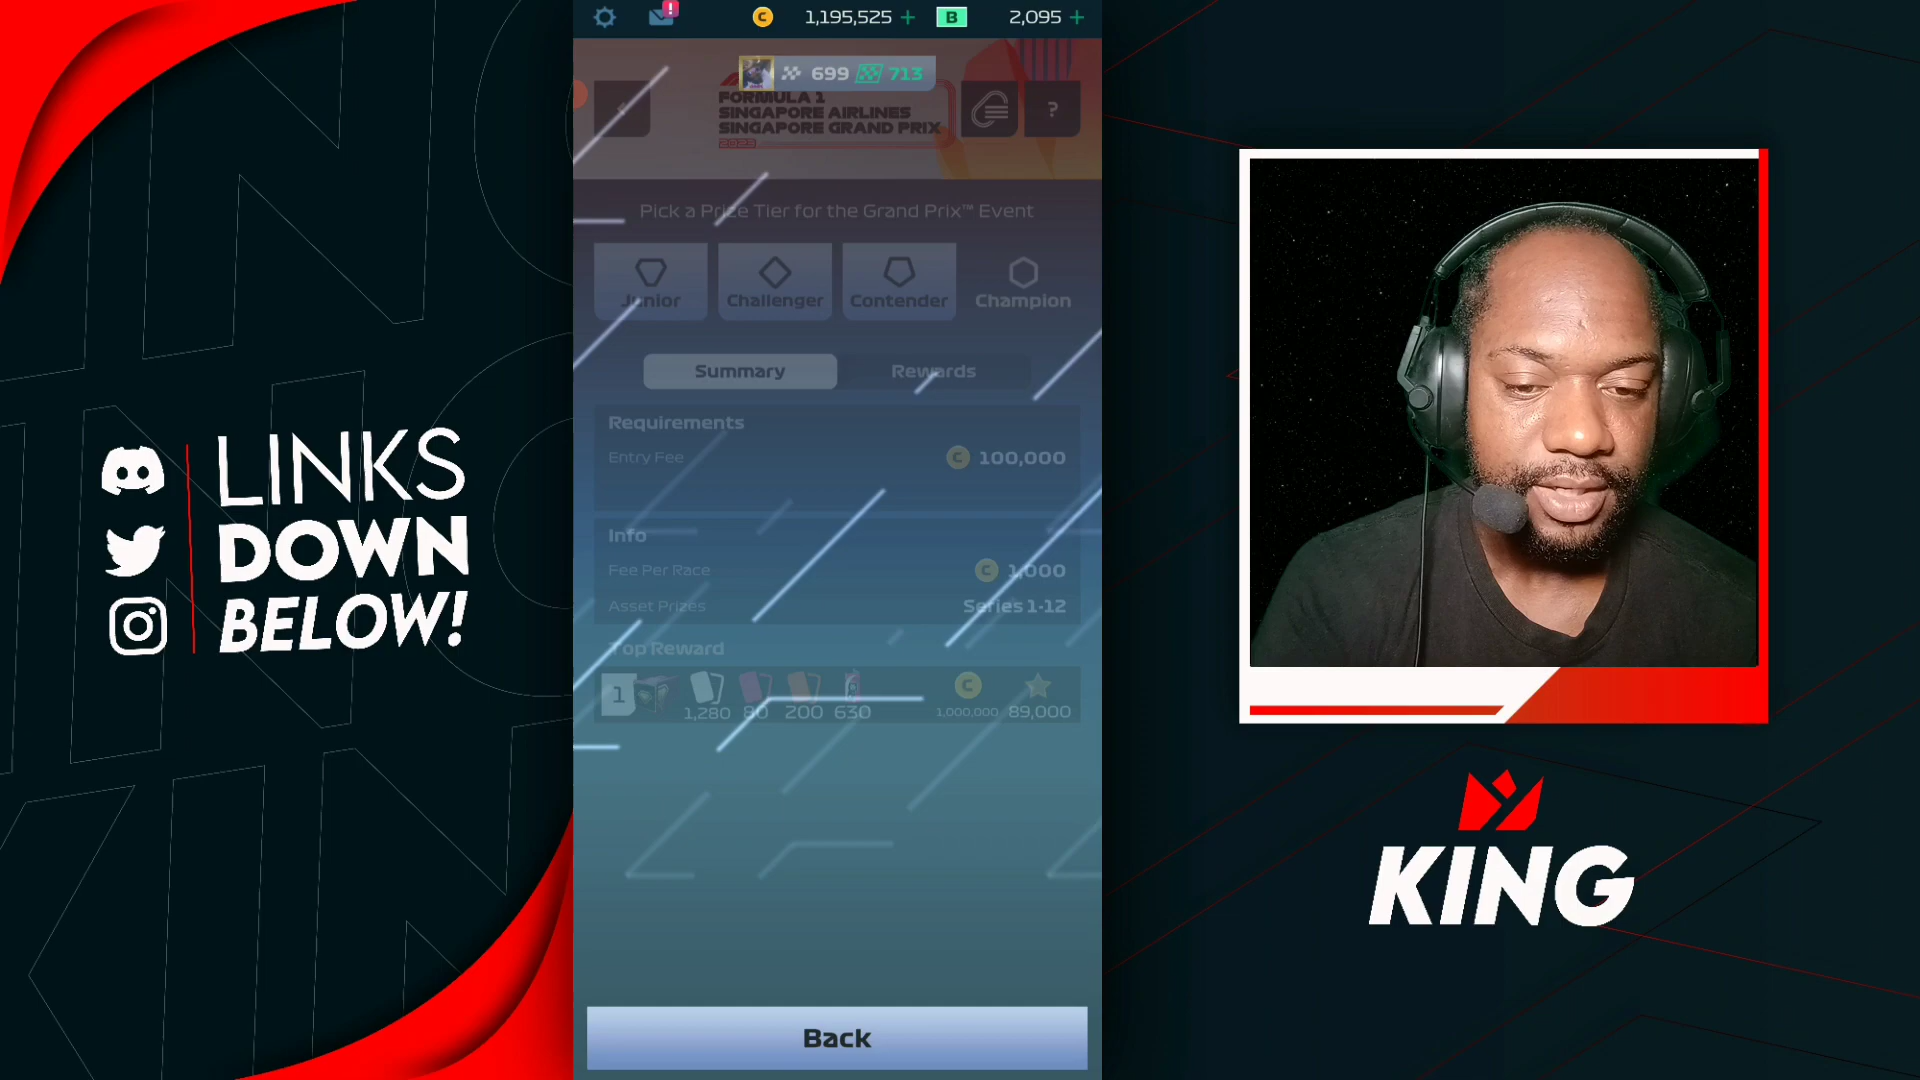 1,195,525 +
B
2,095 +
699 713
FORMULA 1
SINGAPORE AIRLINES
SINGAPORE GRAND PRIX
2023
?
Pick a Prize Tier for the Grand Prix™ Event
Junior
Challenger
Contender
Champion
Summary
Rewards
Requirements
Entry Fee
C 100,000
Info
Fee Per Race
C 1,000
Asset Prizes
Series 1-12
Top Reward
1
1,280
80
200
630
C
1,000,000
89,000
Back
LINKS
DOWN
BELOW!
KING